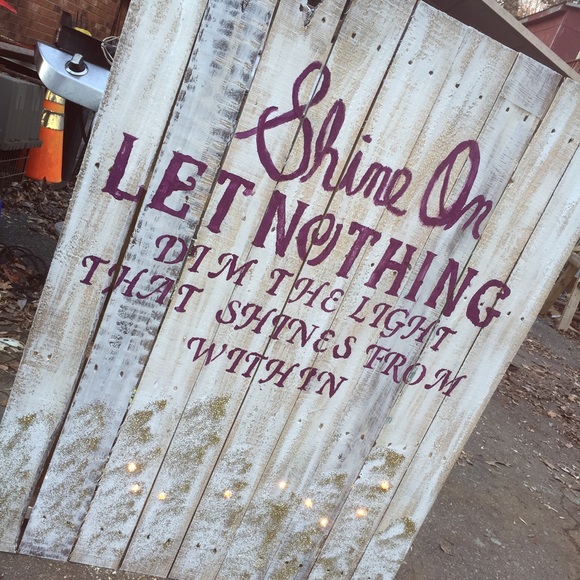 Shine On
LET NOTHING
DIM THE LIGHT
THAT SHINES FROM
WITHIN